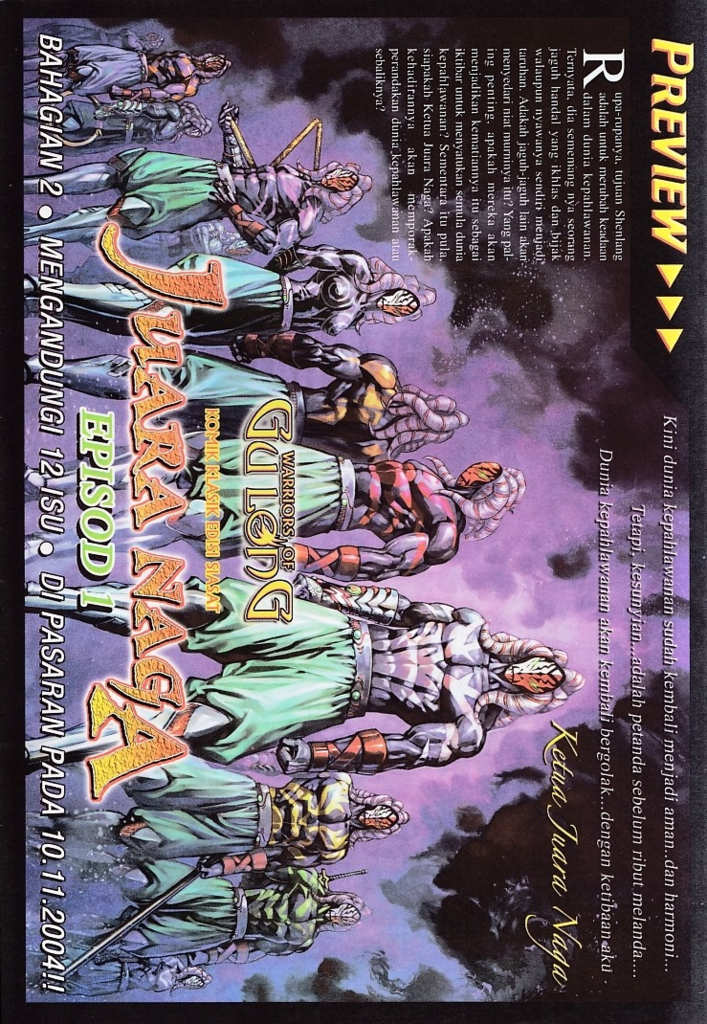 PREVIEW
Rupa-rupanya, tujuan Shenlang
adalah untuk merubah keadaan
dalam dunia kepahlawanan.
Ternyata, dia sememang nya seorang
jaguh handal yang ikhlas dan bijak
walaupun nyawanya sendiri menjadi
taruhan. Adakah jaguh-jaguh lain akan
menyedari niat murninya itu? Yang pal-
ing penting, apakah mereka akan
menjadikan kematiannya itu sebagai
iktibar untuk menyatukan semula dunia
kepahlawanan? Sementara itu pula,
siapakah Ketua Juara Naga? Apakah
kehadirannya akan memporak-
perandakan dunia kepahlawanan atau
sebaliknya?
Kini dunia kepahlawanan sudah kembali menjadi aman..dan harmoni...
Tetapi, kesunyian...adalah petanda sebelum ribut melanda....
Dunia kepahlawanan akan kembali bergolak...dengan ketibaan aku
Ketua Juara Naga
WARRIORS OF
GU LONG
KOMIK KLASIK EDISI SIASAT
JUARA NAGA
EPISOD 1
BAHAGIAN 2 • MENGANDUNGI 12 ISU • DI PASARAN PADA 10.11.2004!!